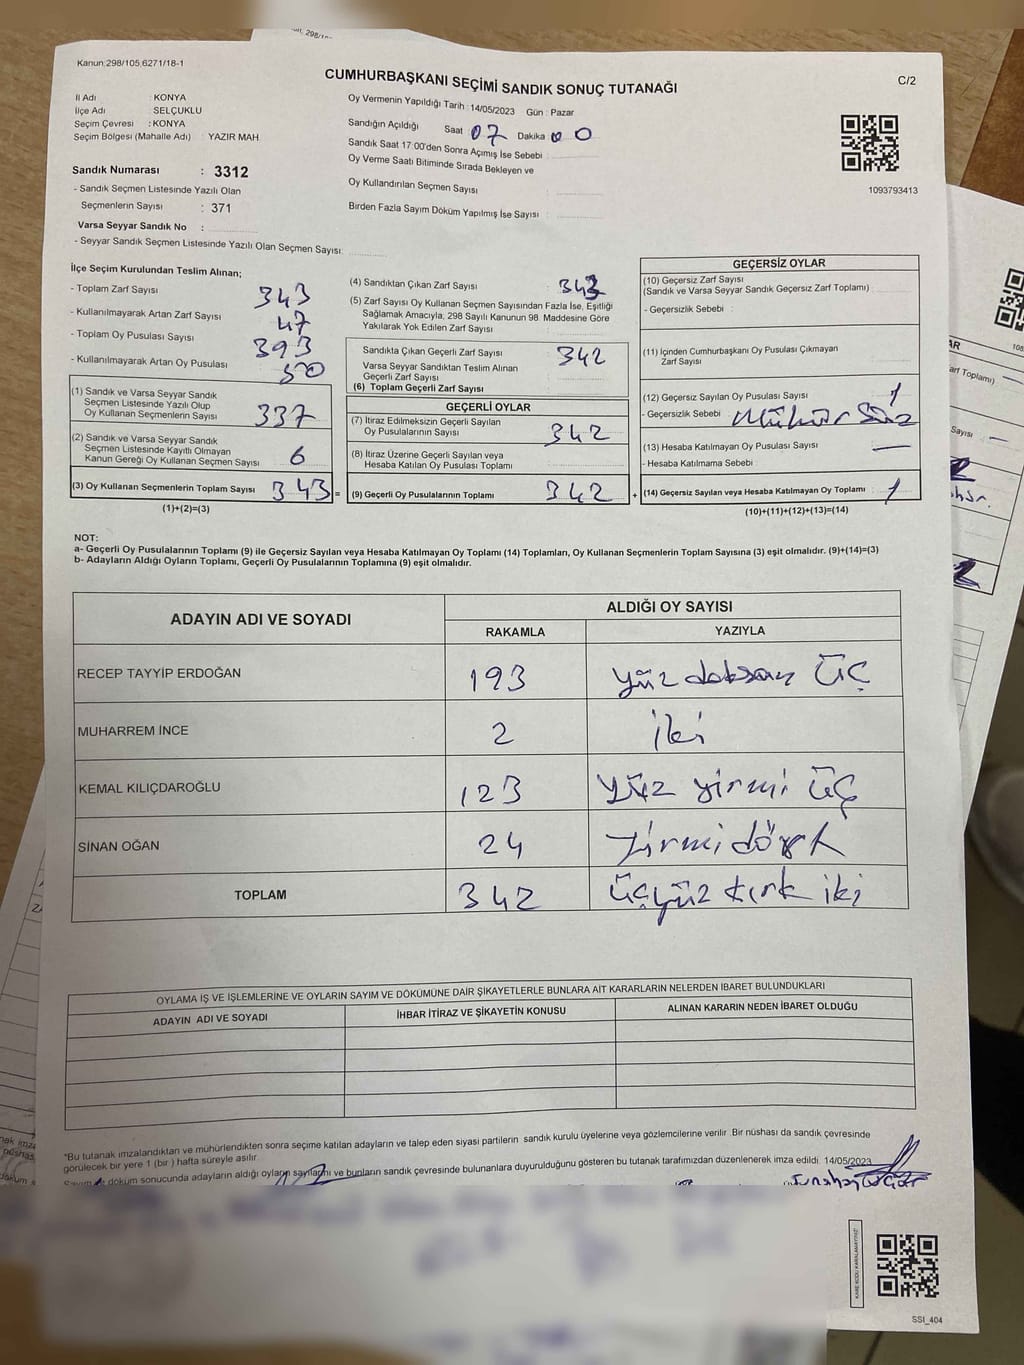 Kanun;298/105,6271/18-1
CUMHURBAŞKANI SEÇİMİ SANDIK SONUÇ TUTANAĞI
C/2
İl Adı : KONYA
İlçe Adı : SELÇUKLU
Seçim Çevresi : KONYA
Seçim Bölgesi (Mahalle Adı) : YAZIR MAH.
Sandık Numarası : 3312
- Sandık Seçmen Listesinde Yazılı Olan
Seçmenlerin Sayısı : 371
Varsa Seyyar Sandık No :
- Seyyar Sandık Seçmen Listesinde Yazılı Olan Seçmen Sayısı:
Oy Vermenin Yapıldığı Tarih : 14/05/2023 Gün : Pazar
Sandığın Açıldığı Saat : 07 Dakika 00
Sandık Saat 17:00'den Sonra Açımış İse Sebebi :
Oy Verme Saati Bitiminde Sırada Bekleyen ve
Oy Kullandırılan Seçmen Sayısı :
Birden Fazla Sayım Döküm Yapılmış İse Sayısı :
1093793413
İlçe Seçim Kurulundan Teslim Alınan;
- Toplam Zarf Sayısı 343
- Kullanılmayarak Artan Zarf Sayısı 47
- Toplam Oy Pusulası Sayısı 393
- Kullanılmayarak Artan Oy Pusulası 50
(1) Sandık ve Varsa Seyyar Sandık
Seçmen Listesinde Yazılı Olup
Oy Kullanan Seçmenlerin Sayısı 337
(2) Sandık ve Varsa Seyyar Sandık
Seçmen Listesinde Kayıtlı Olmayan
Kanun Gereği Oy Kullanan Seçmen Sayısı 6
(3) Oy Kullanan Seçmenlerin Toplam Sayısı 343 =
(1)+(2)=(3)
(4) Sandıktan Çıkan Zarf Sayısı : 343
(5) Zarf Sayısı Oy Kullanan Seçmen Sayısından Fazla İse, Eşitliği
Sağlamak Amacıyla, 298 Sayılı Kanunun 98. Maddesine Göre
Yakılarak Yok Edilen Zarf Sayısı :
Sandıkta Çıkan Geçerli Zarf Sayısı : 342
Varsa Seyyar Sandıktan Teslim Alınan
Geçerli Zarf Sayısı :
(6) Toplam Geçerli Zarf Sayısı
GEÇERLİ OYLAR
(7) İtiraz Edilmeksizin Geçerli Sayılan
Oy Pusulalarının Sayısı 342
(8) İtiraz Üzerine Geçerli Sayılan veya
Hesaba Katılan Oy Pusulası Toplamı
(9) Geçerli Oy Pusulalarının Toplamı 342 +
GEÇERSİZ OYLAR
(10) Geçersiz Zarf Sayısı
(Sandık ve Varsa Seyyar Sandık Geçersiz Zarf Toplamı) :
- Geçersizlik Sebebi :
(11) İçinden Cumhurbaşkanı Oy Pusulası Çıkmayan
Zarf Sayısı :
(12) Geçersiz Sayılan Oy Pusulası Sayısı : 1
- Geçersizlik Sebebi : Mühür Süz
(13) Hesaba Katılmayan Oy Pusulası Sayısı : —
- Hesaba Katılmama Sebebi :
(14) Geçersiz Sayılan veya Hesaba Katılmayan Oy Toplamı : 1
(10)+(11)+(12)+(13)=(14)
NOT:
a- Geçerli Oy Pusulalarının Toplamı (9) ile Geçersiz Sayılan veya Hesaba Katılmayan Oy Toplamı (14) Toplamları, Oy Kullanan Seçmenlerin Toplam Sayısına (3) eşit olmalıdır. (9)+(14)=(3)
b- Adayların Aldığı Oyların Toplamı, Geçerli Oy Pusulalarının Toplamına (9) eşit olmalıdır.
ADAYIN ADI VE SOYADI
ALDIĞI OY SAYISI
RAKAMLA YAZIYLA
RECEP TAYYİP ERDOĞAN 193 yüz doksan üç
MUHARREM İNCE 2 iki
KEMAL KILIÇDAROĞLU 123 yüz yirmi üç
SİNAN OĞAN 24 yirmi dört
TOPLAM 342 üçyüz kırk iki
OYLAMA İŞ VE İŞLEMLERİNE VE OYLARIN SAYIM VE DÖKÜMÜNE DAİR ŞİKAYETLERLE BUNLARA AİT KARARLARIN NELERDEN İBARET BULUNDUKLARI
ADAYIN ADI VE SOYADI İHBAR İTİRAZ VE ŞİKAYETİN KONUSU ALINAN KARARIN NEDEN İBARET OLDUĞU
"Bu tutanak imzalandıktan ve mühürlendikten sonra seçime katılan adayların ve talep eden siyasi partilerin sandık kurulu üyelerine veya gözlemcilerine verilir. Bir nüshası da sandık çevresinde
görülecek bir yere 1 (bir) hafta süreyle asılır.
döküm sonucunda adayların aldığı oyların sayılarını ve bunların sandık çevresinde bulunanlara duyurulduğunu gösteren bu tutanak tarafımızdan düzenlenerek imza edildi. 14/05/2023
KARE KODU KARALAMAYINIZ!
SSI_404